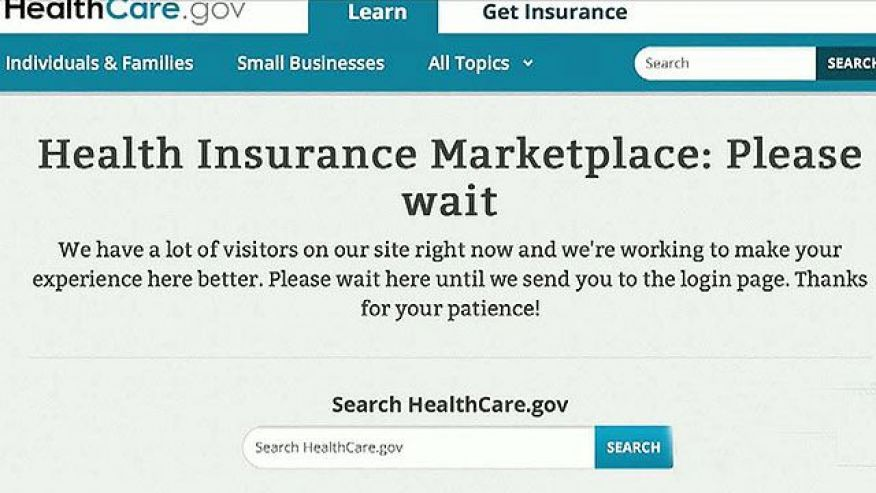 HealthCare.gov Learn Get Insurance
Individuals & Families Small Businesses All Topics Search SEARCH
Health Insurance Marketplace: Please
wait
We have a lot of visitors on our site right now and we're working to make your
experience here better. Please wait here until we send you to the login page. Thanks
for your patience!
Search HealthCare.gov
Search HealthCare.gov SEARCH